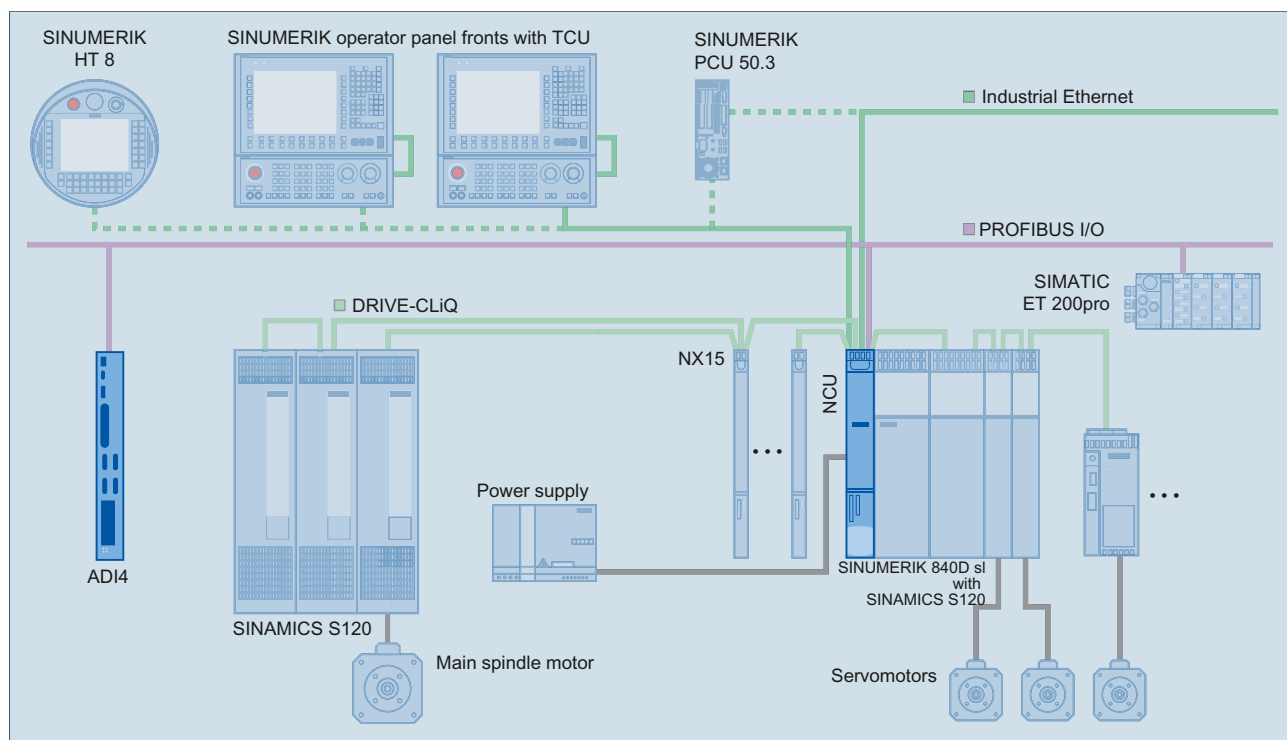 SINUMERIK
HT 8
SINUMERIK operator panel fronts with TCU
SINUMERIK
PCU 50.3
Industrial Ethernet
PROFIBUS I/O
SIMATIC
ET 200pro
DRIVE-CLiQ
NX15
NCU
...
...
Power supply
ADI4
SINAMICS S120
SINUMERIK 840D sl
with
SINAMICS S120
Main spindle motor
Servomotors